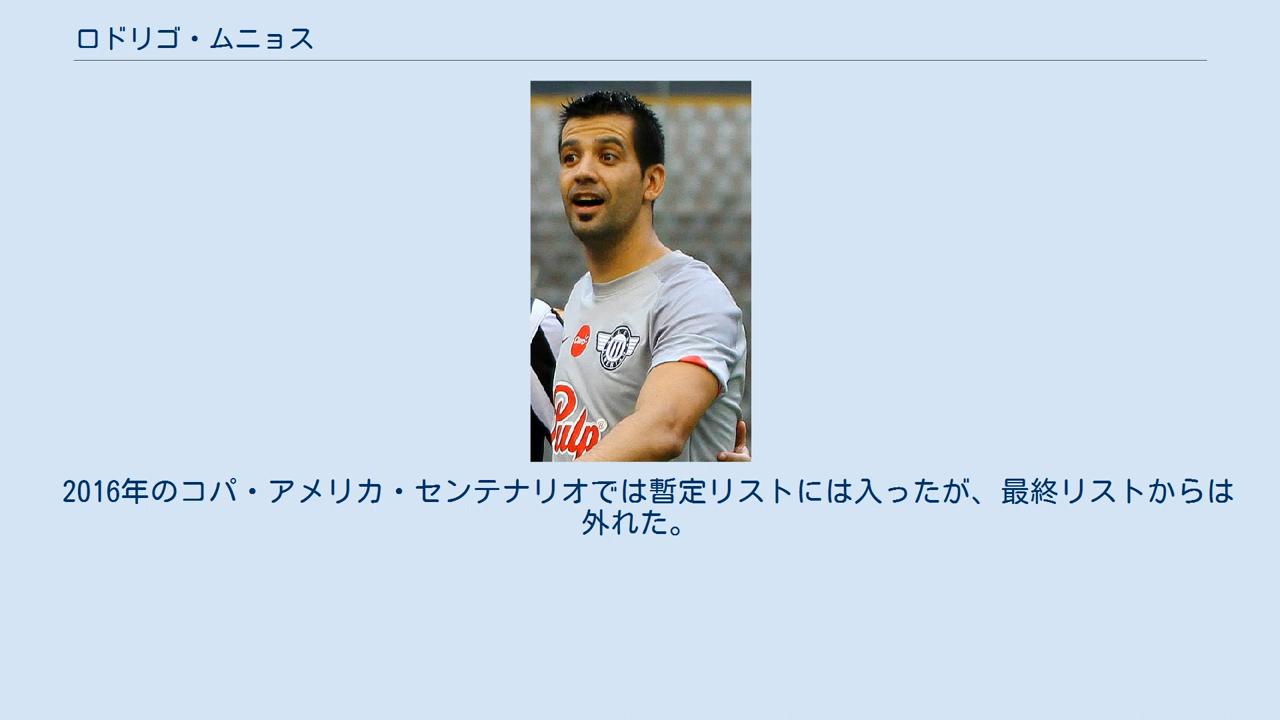 ロドリゴ・ムニョス
Claro
Pulp
2016年のコパ・アメリカ・センテナリオでは暫定リストには入ったが、最終リストからは
外れた。